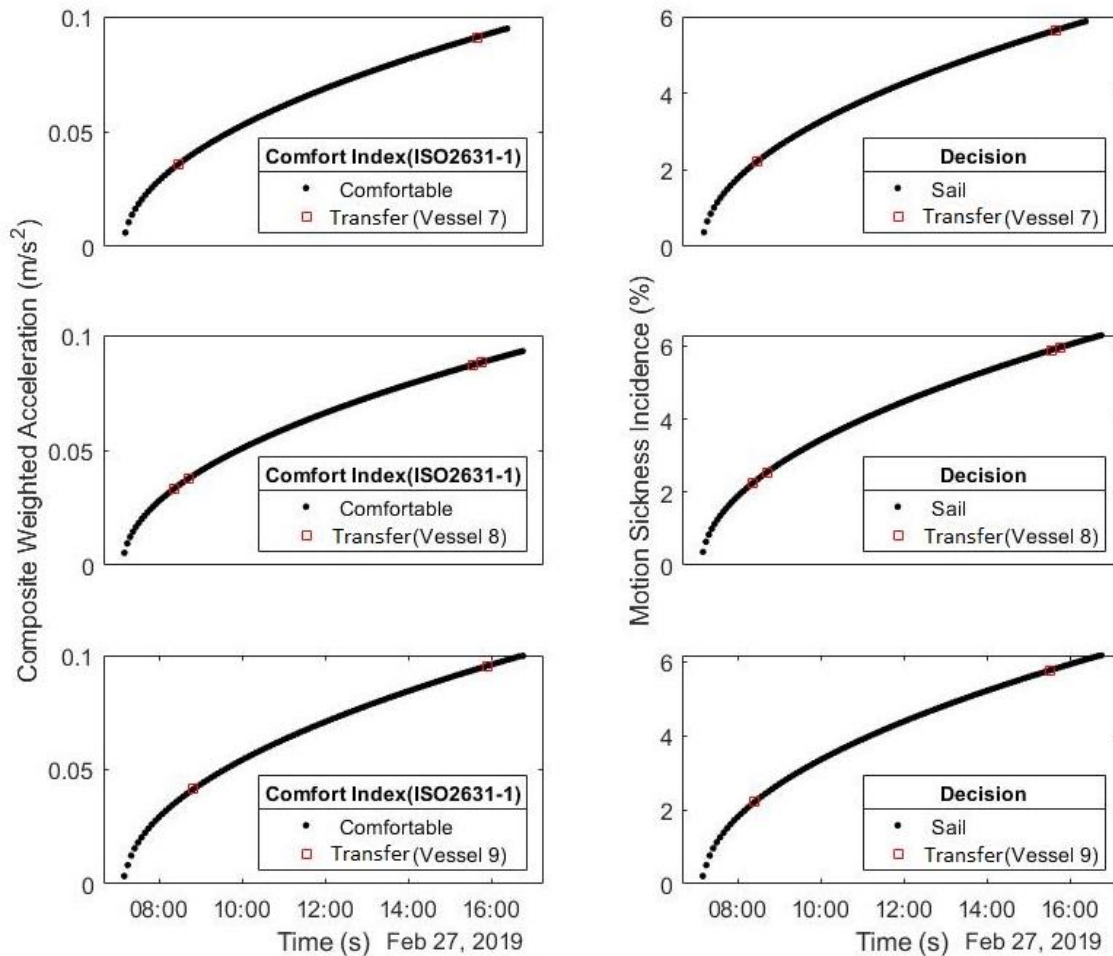 Composite Weighted Acceleration (m/s²)
0.1
0.05
0
Comfort Index(ISO2631-1)
Comfortable
Transfer (Vessel 7)
Motion Sickness Incidence (%)
6
4
2
0
Decision
Sail
Transfer (Vessel 7)
0.1
0.05
0
Comfort Index(ISO2631-1)
Comfortable
Transfer(Vessel 8)
6
4
2
0
Decision
Sail
Transfer(Vessel 8)
0.1
0.05
0
Comfort Index(ISO2631-1)
Comfortable
Transfer(Vessel 9)
08:00 10:00 12:00 14:00 16:00
Time (s) Feb 27, 2019
6
4
2
0
Decision
Sail
Transfer(Vessel 9)
08:00 10:00 12:00 14:00 16:00
Time (s) Feb 27, 2019